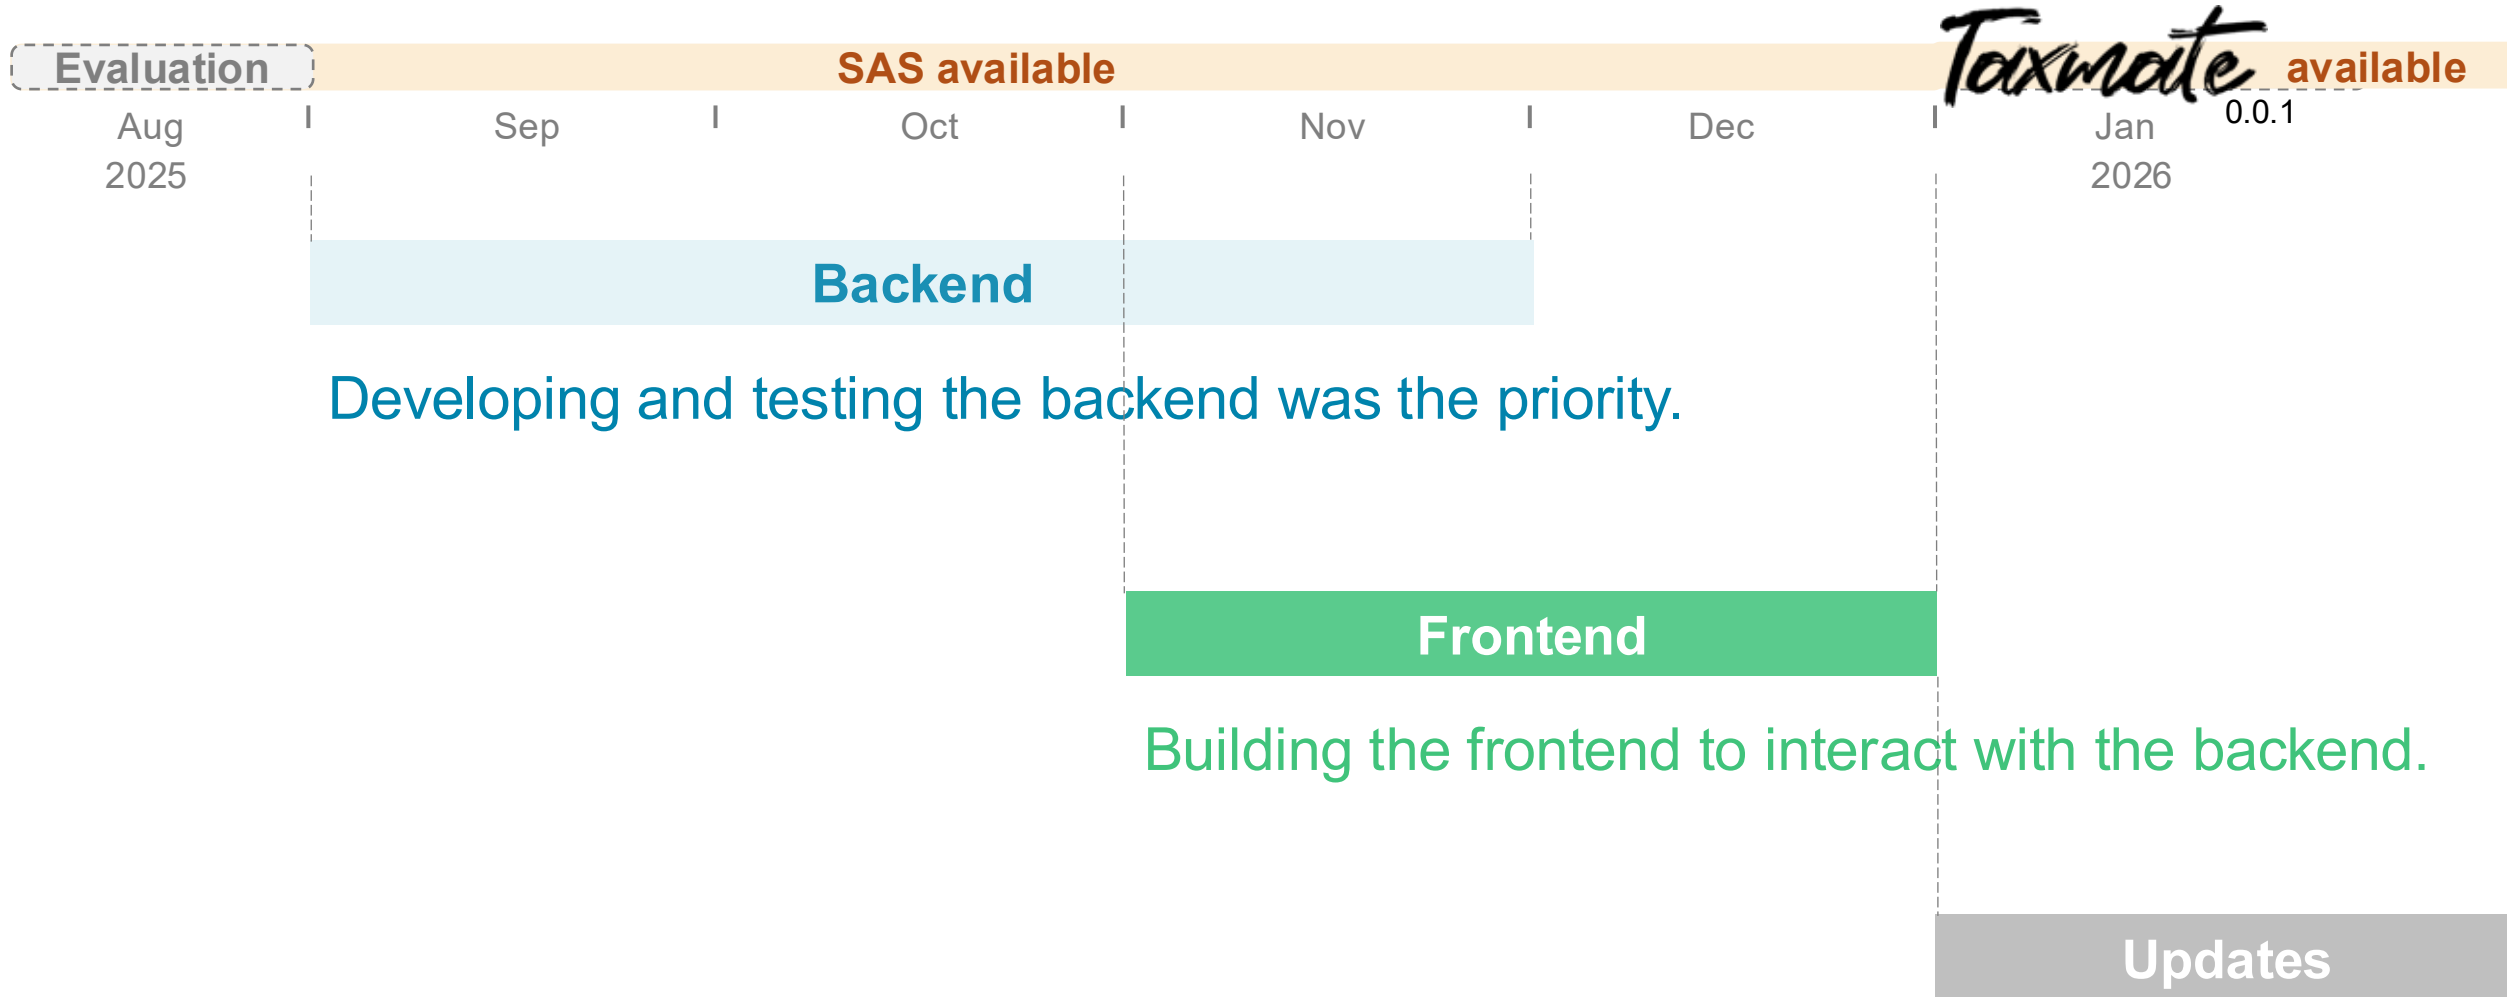 Evaluation
SAS available
Taxmate available
0.0.1
Aug
2025
Sep
Oct
Nov
Dec
Jan
2026
Backend
Developing and testing the backend was the priority.
Frontend
Building the frontend to interact with the backend.
Updates